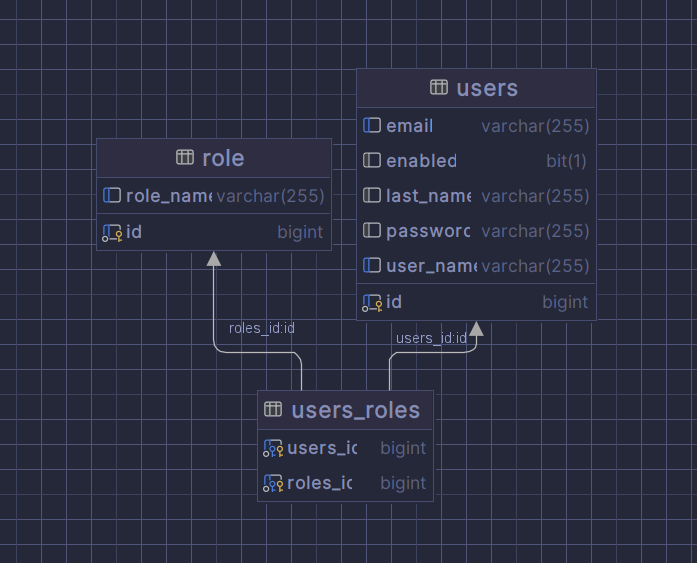 role
role_name varchar(255)
id bigint
users
email varchar(255)
enabled bit(1)
last_name varchar(255)
password varchar(255)
user_name varchar(255)
id bigint
roles_id:id
users_id:id
users_roles
users_id bigint
roles_id bigint